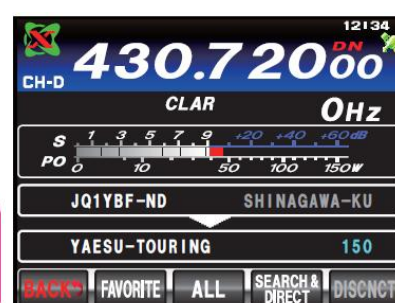 12:34
DN
CH-D 430.72000
CLAR 0Hz
S 1 3 5 7 9 +20 +40 +60dB
PO 0 10 50 100 150W
JQ1YBF-ND SHINAGAWA-KU
YAESU-TOURING 150
BACK FAVORITE ALL SEARCH & DIRECT DISCNCT